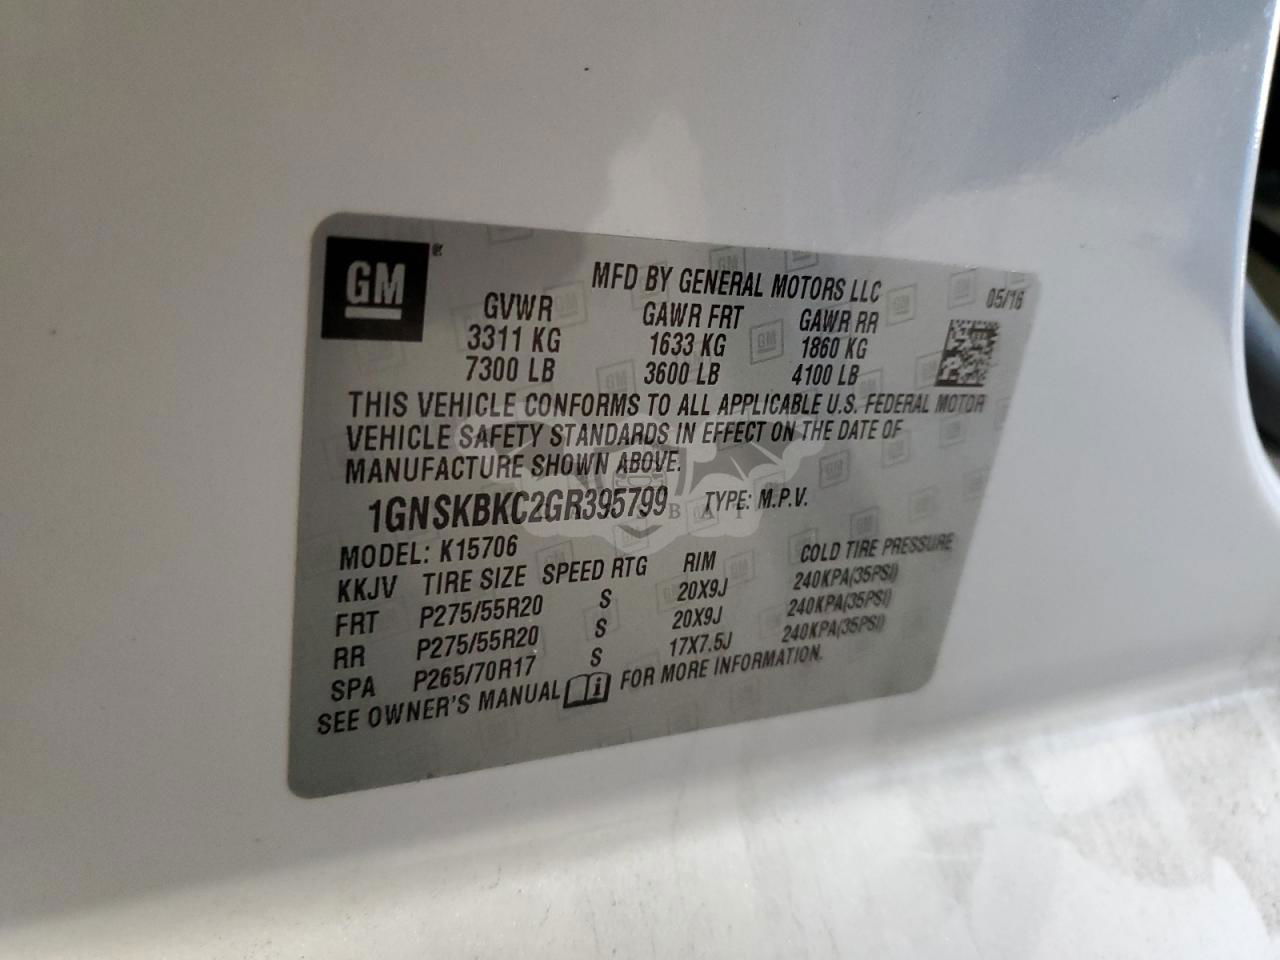 GM
MFD BY GENERAL MOTORS LLC
05/16
GVWR GAWR FRT GAWR RR
3311 KG 1633 KG 1860 KG
7300 LB 3600 LB 4100 LB
THIS VEHICLE CONFORMS TO ALL APPLICABLE U.S. FEDERAL MOTOR
VEHICLE SAFETY STANDARDS IN EFFECT ON THE DATE OF
MANUFACTURE SHOWN ABOVE.
1GNSKBKC2GR395799 TYPE: M.P.V.
MODEL: K15706
KKJV TIRE SIZE SPEED RTG RIM COLD TIRE PRESSURE
FRT P275/55R20 S 20X9J 240KPA(35PSI)
RR P275/55R20 S 20X9J 240KPA(35PSI)
SPA P265/70R17 S 17X7.5J 240KPA(35PSI)
SEE OWNER'S MANUAL i FOR MORE INFORMATION.